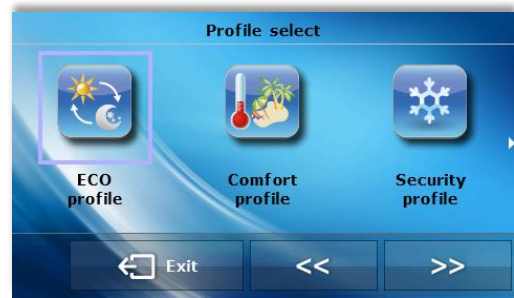 Profile select
ECO
profile
Comfort
profile
Security
profile
Exit
<<
>>